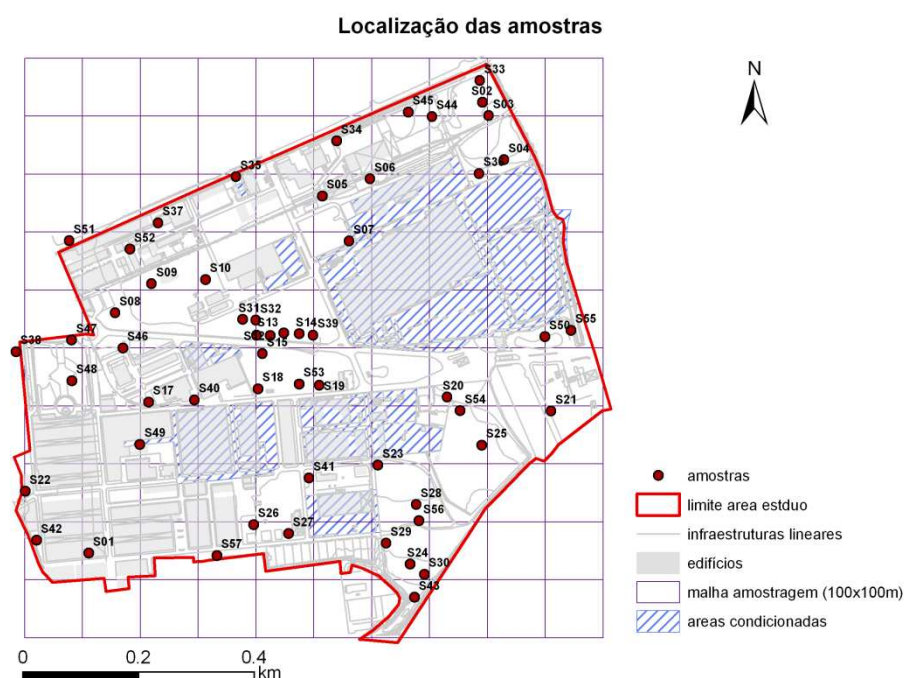 Localização das amostras
N
S33
S02
S45 S44 S03
S34
S04
S35 S06 S36
S05
S37
S51 S07
S52
S09 S10
S08
S31 S32
S47 S13 S14 S39 S55
S38 S46 S12 S50
S15
S48
S18 S53
S17 S40 S19 S20
S54 S21
S49
S25
S23
S41
S22
S28
S26 S56
S42 S27
S01 S57 S29
S24
S30
S43
amostras
limite area estduo
infraestruturas lineares
edifícios
malha amostragem (100x100m)
areas condicionadas
0 0.2 0.4
km